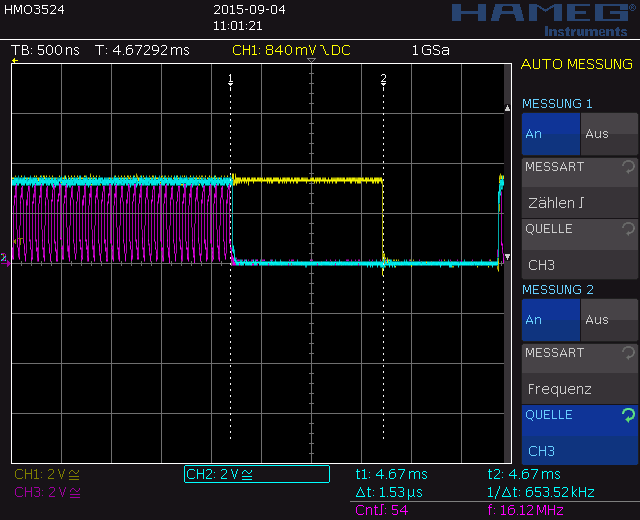 HMO3524
2015-09-04
11:01:21
HAMEG
Instruments
TB: 500 ns T: 4.67292 ms CH1: 840 mV DC 1 GSa
AUTO MESSUNG
MESSUNG 1
An Aus
MESSART
Zählen
QUELLE
CH3
MESSUNG 2
An Aus
MESSART
Frequenz
QUELLE
CH3
1 2
CH1: 2 V CH2: 2 V t1: 4.67 ms t2: 4.67 ms
CH3: 2 V Δt: 1.53 µs 1/Δt: 653.52 kHz
Cnt: 54 f: 16.12 MHz